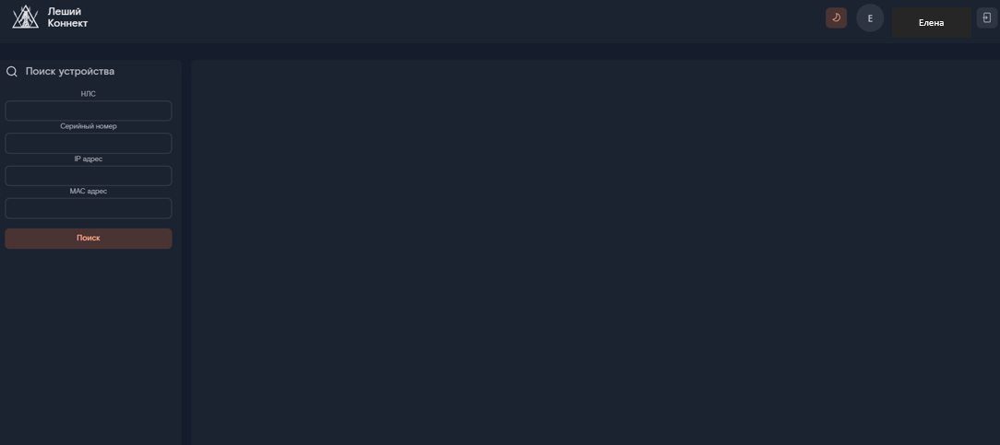 Леший
Коннект
Е
Елена
Поиск устройства
НЛС
Серийный номер
IP адрес
MAC адрес
Поиск